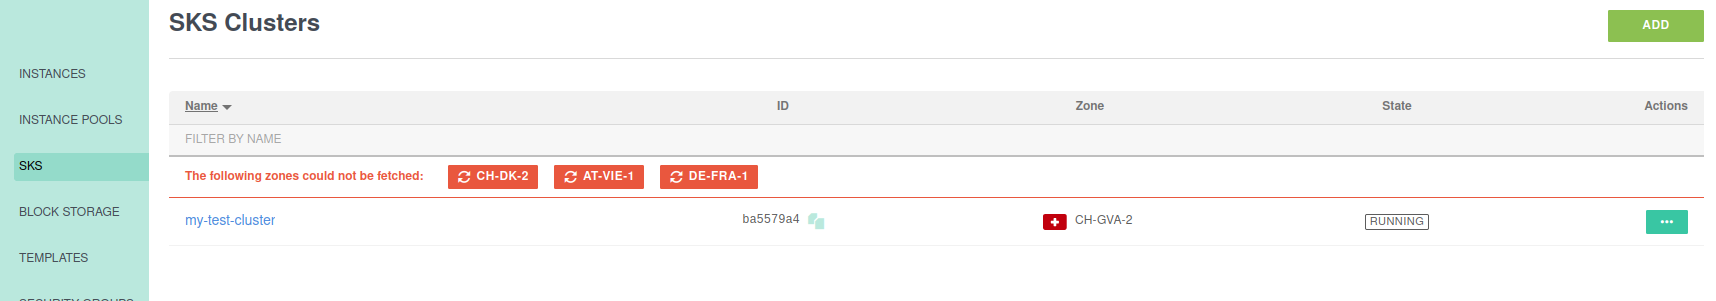 SKS Clusters
ADD
INSTANCES
INSTANCE POOLS
SKS
BLOCK STORAGE
TEMPLATES
SECURITY GROUPS
Name ID Zone State Actions
FILTER BY NAME
The following zones could not be fetched: CH-DK-2 AT-VIE-1 DE-FRA-1
my-test-cluster ba5579a4 CH-GVA-2 RUNNING